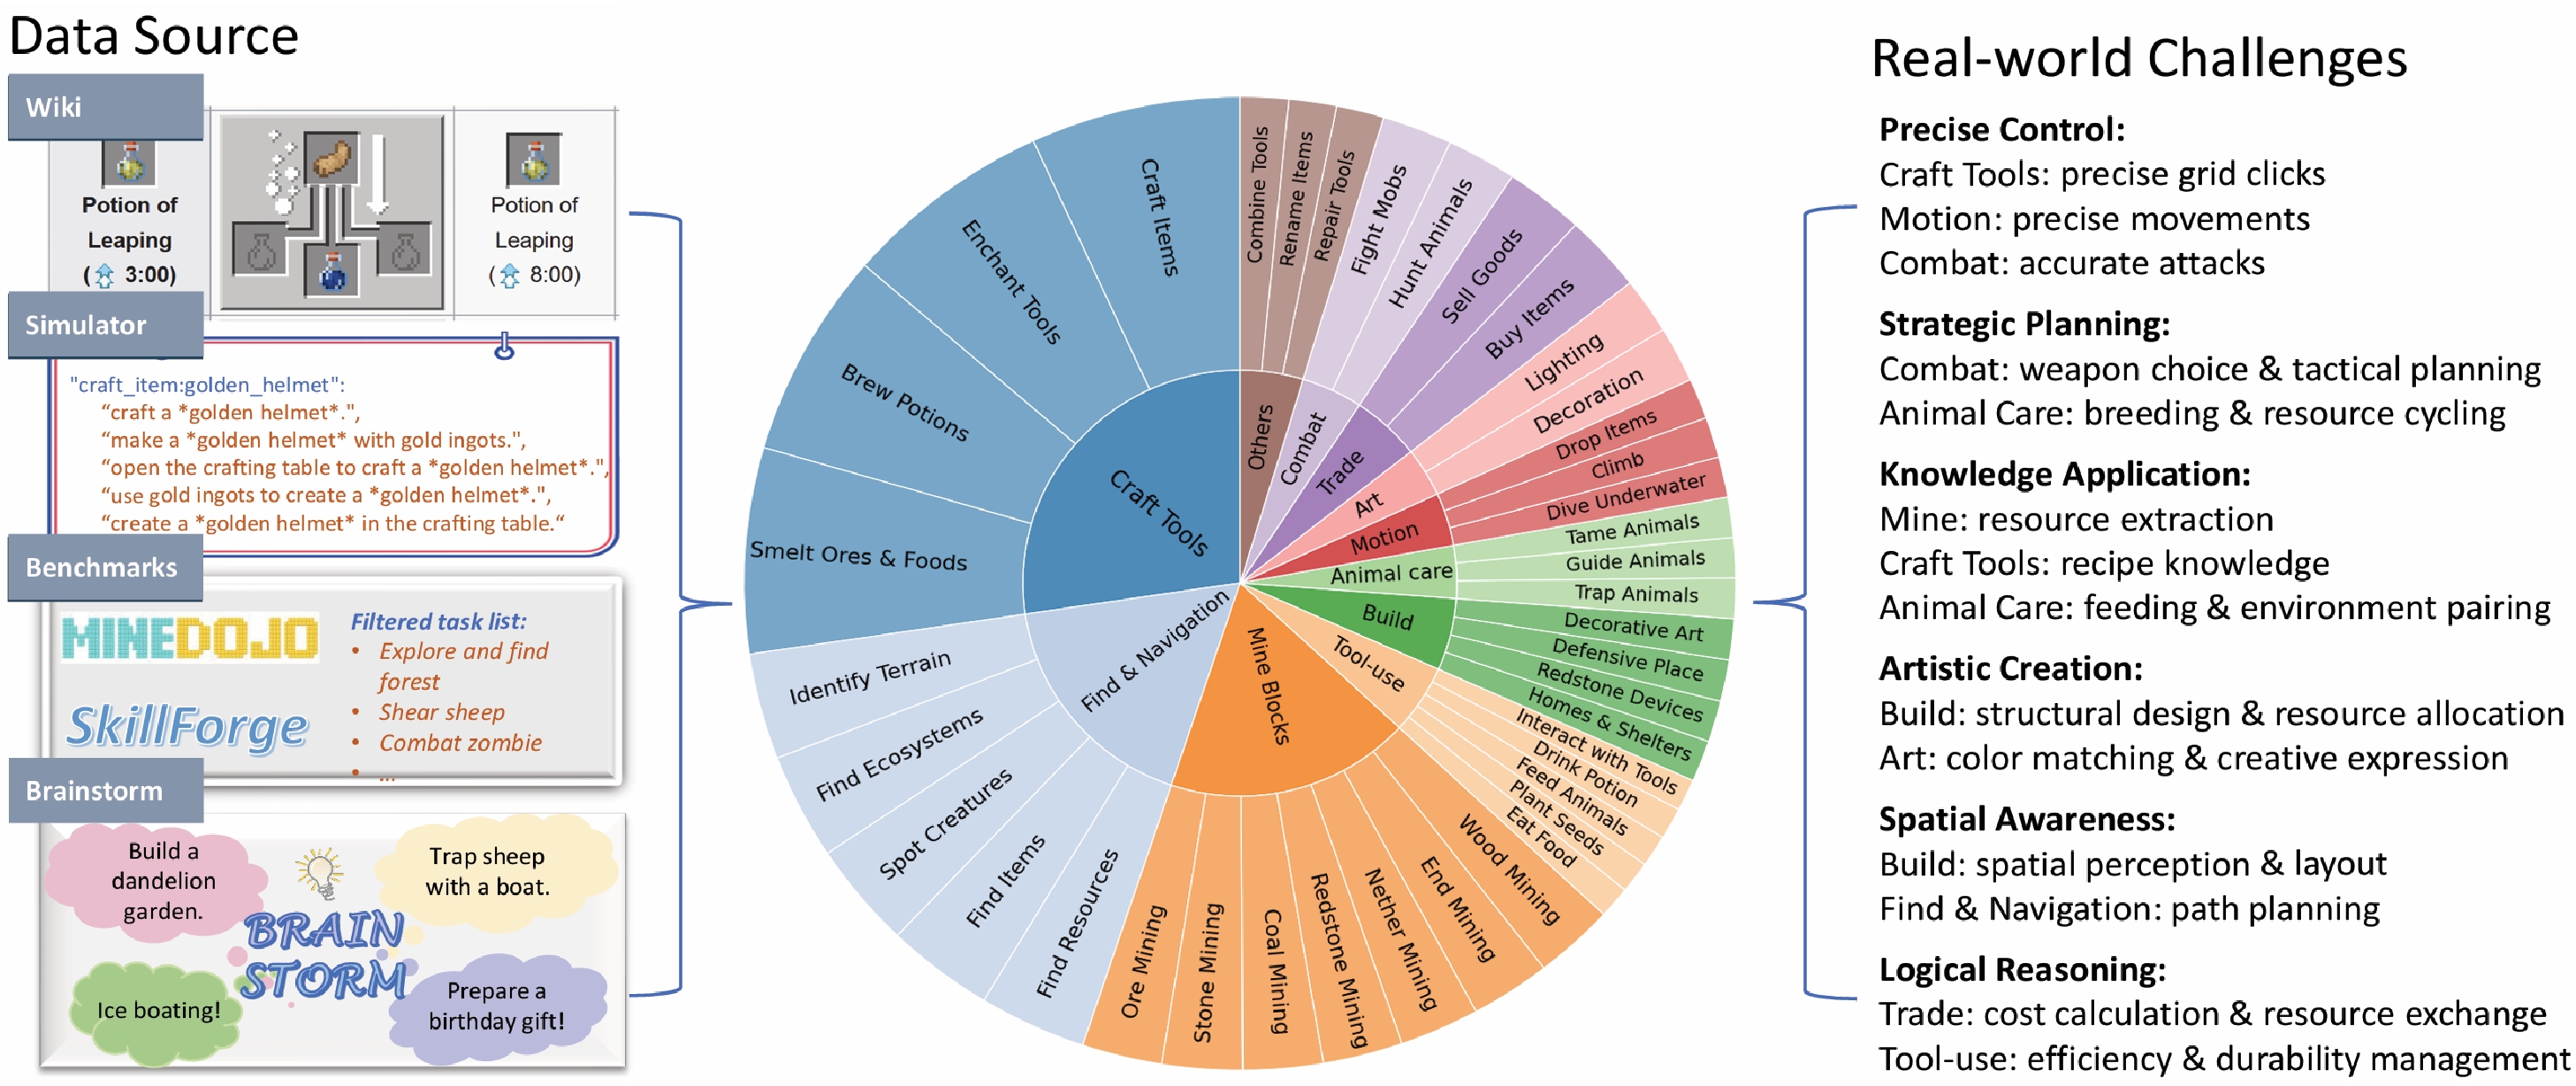 Data Source
Wiki
Potion of
Leaping
( 3:00)
Potion of
Leaping
( 8:00)
Simulator
"craft_item:golden_helmet":
“craft a *golden helmet*.",
“make a *golden helmet* with gold ingots.",
“open the crafting table to craft a *golden helmet*.",
“use gold ingots to create a *golden helmet*.",
“create a *golden helmet* in the crafting table.“
Benchmarks
MINEDOJO
SkillForge
Filtered task list:
• Explore and find
forest
• Shear sheep
• Combat zombie
• ...
Brainstorm
Build a
dandelion
garden.
Trap sheep
with a boat.
BRAIN
STORM
Ice boating!
Prepare a
birthday gift!
Craft Tools
Craft Items
Enchant Tools
Brew Potions
Smelt Ores & Foods
Find & Navigation
Identify Terrain
Find Ecosystems
Spot Creatures
Find Items
Find Resources
Mine Blocks
Ore Mining
Stone Mining
Coal Mining
Redstone Mining
Nether Mining
End Mining
Wood Mining
Tool-use
Eat Food
Plant Seeds
Feed Animals
Drink Potion
Interact with Tools
Build
Homes & Shelters
Redstone Devices
Defensive Place
Decorative Art
Animal care
Trap Animals
Guide Animals
Tame Animals
Motion
Dive Underwater
Climb
Drop Items
Art
Decoration
Lighting
Trade
Buy Items
Sell Goods
Combat
Hunt Animals
Fight Mobs
Others
Repair Tools
Rename Items
Combine Tools
Real-world Challenges
Precise Control:
Craft Tools: precise grid clicks
Motion: precise movements
Combat: accurate attacks
Strategic Planning:
Combat: weapon choice & tactical planning
Animal Care: breeding & resource cycling
Knowledge Application:
Mine: resource extraction
Craft Tools: recipe knowledge
Animal Care: feeding & environment pairing
Artistic Creation:
Build: structural design & resource allocation
Art: color matching & creative expression
Spatial Awareness:
Build: spatial perception & layout
Find & Navigation: path planning
Logical Reasoning:
Trade: cost calculation & resource exchange
Tool-use: efficiency & durability management